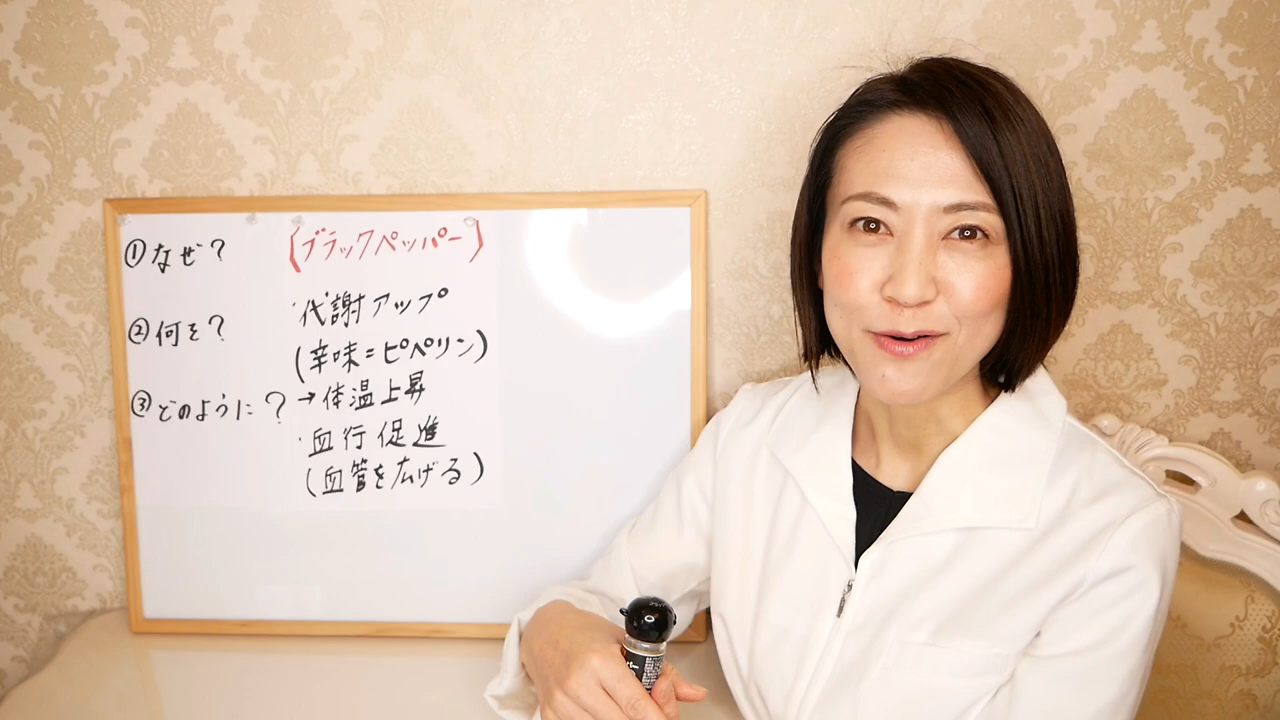 ①なぜ?
②何を?
③どのように?
{ブラックペッパー}
・代謝アップ
(辛味=ピペリン)
→体温上昇
・血行促進
(血管を広げる)